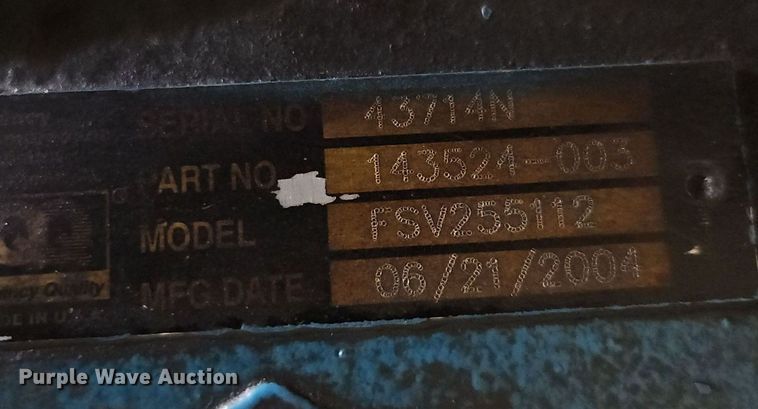 SERIAL NO 43714N
PART NO 143524-003
MODEL FSV255112
MFG DATE 06/21/2004
Quality
DE IN U.S.A
Purple Wave Auction